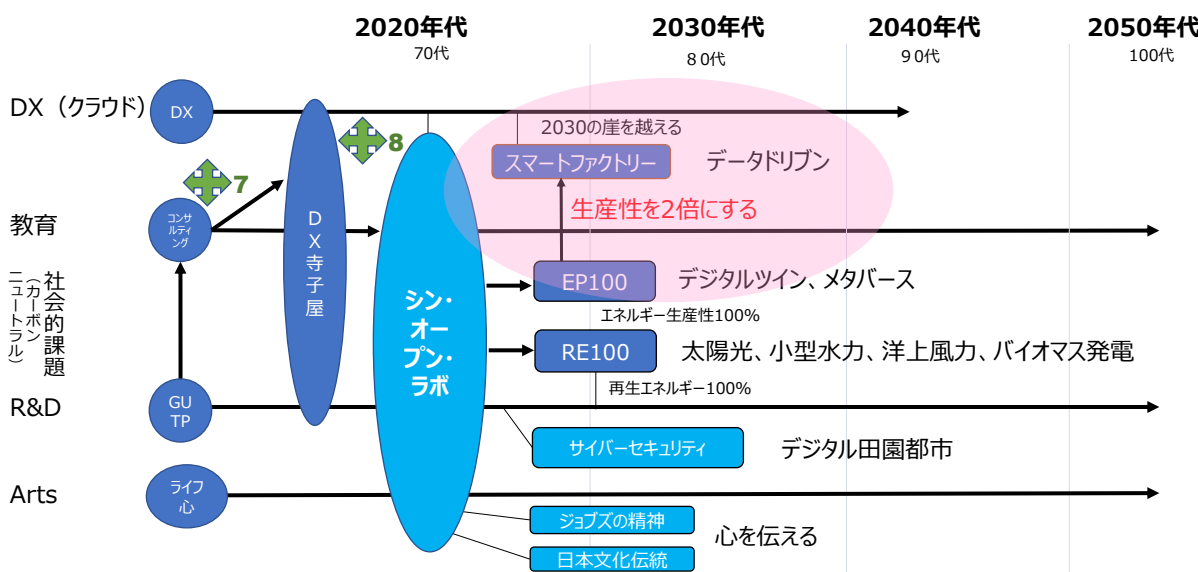 2020年代
2030年代
2040年代
2050年代
70代
８０代
９０代
100代
DX（クラウド）
DX
2030の崖を越える
8
スマートファクトリー
データドリブン
7
生産性を2倍にする
教育
コンサ
ルティ
ング
DX寺子屋
社会的課題
（カーボン
ニュートラル）
シン・
オー
プン・
ラボ
EP100
デジタルツイン、メタバース
エネルギー生産性100%
RE100
太陽光、小型水力、洋上風力、バイオマス発電
再生エネルギー100%
R&D
GU
TP
サイバーセキュリティ
デジタル田園都市
Arts
ライフ
心
ジョブズの精神
心を伝える
日本文化伝統